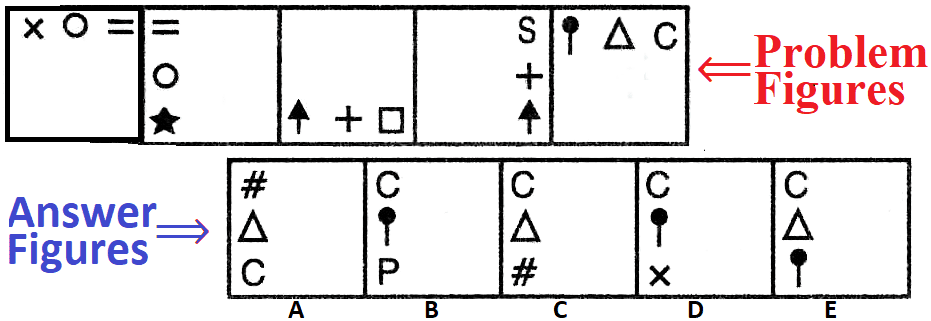 × ○ = =
S
△ C
○
+
★
+ □
Problem
Figures
# C C C C
△ △ △
C P # ×
Answer
Figures
A B C D E